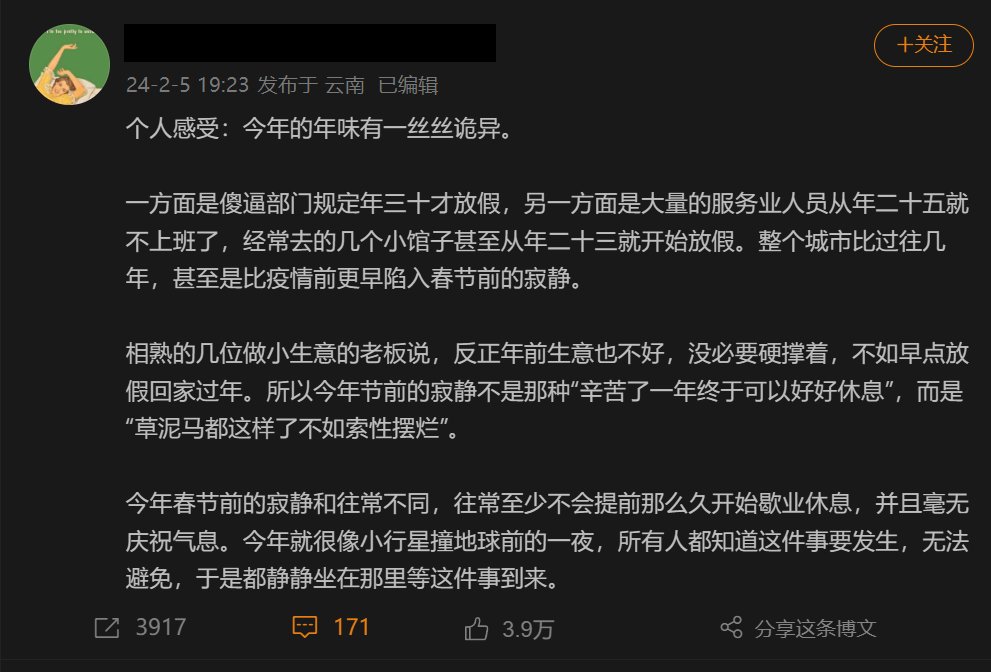 +关注
24-2-5 19:23 发布于 云南 已编辑
个人感受：今年的年味有一丝丝诡异。
一方面是傻逼部门规定年三十才放假，另一方面是大量的服务业人员从年二十五就
不上班了，经常去的几个小馆子甚至从年二十三就开始放假。整个城市比过往几
年，甚至是比疫情前更早陷入春节前的寂静。
相熟的几位做小生意的老板说，反正年前生意也不好，没必要硬撑着，不如早点放
假回家过年。所以今年节前的寂静不是那种“辛苦了一年终于可以好好休息”，而是
“草泥马都这样了不如索性摆烂”。
今年春节前的寂静和往常不同，往常至少不会提前那么久开始歇业休息，并且毫无
庆祝气息。今年就很像小行星撞地球前的一夜，所有人都知道这件事要发生，无法
避免，于是都静静坐在那里等这件事到来。
3917 171 3.9万 分享这条博文